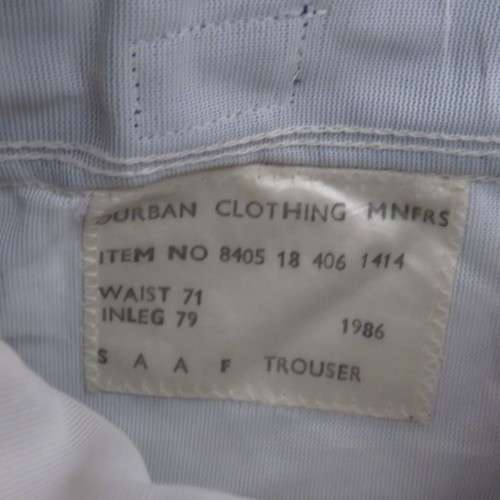 DURBAN CLOTHING MNFRS
ITEM NO 8405 18 406 1414
WAIST 71
INLEG 79 1986
S A A F TROUSER